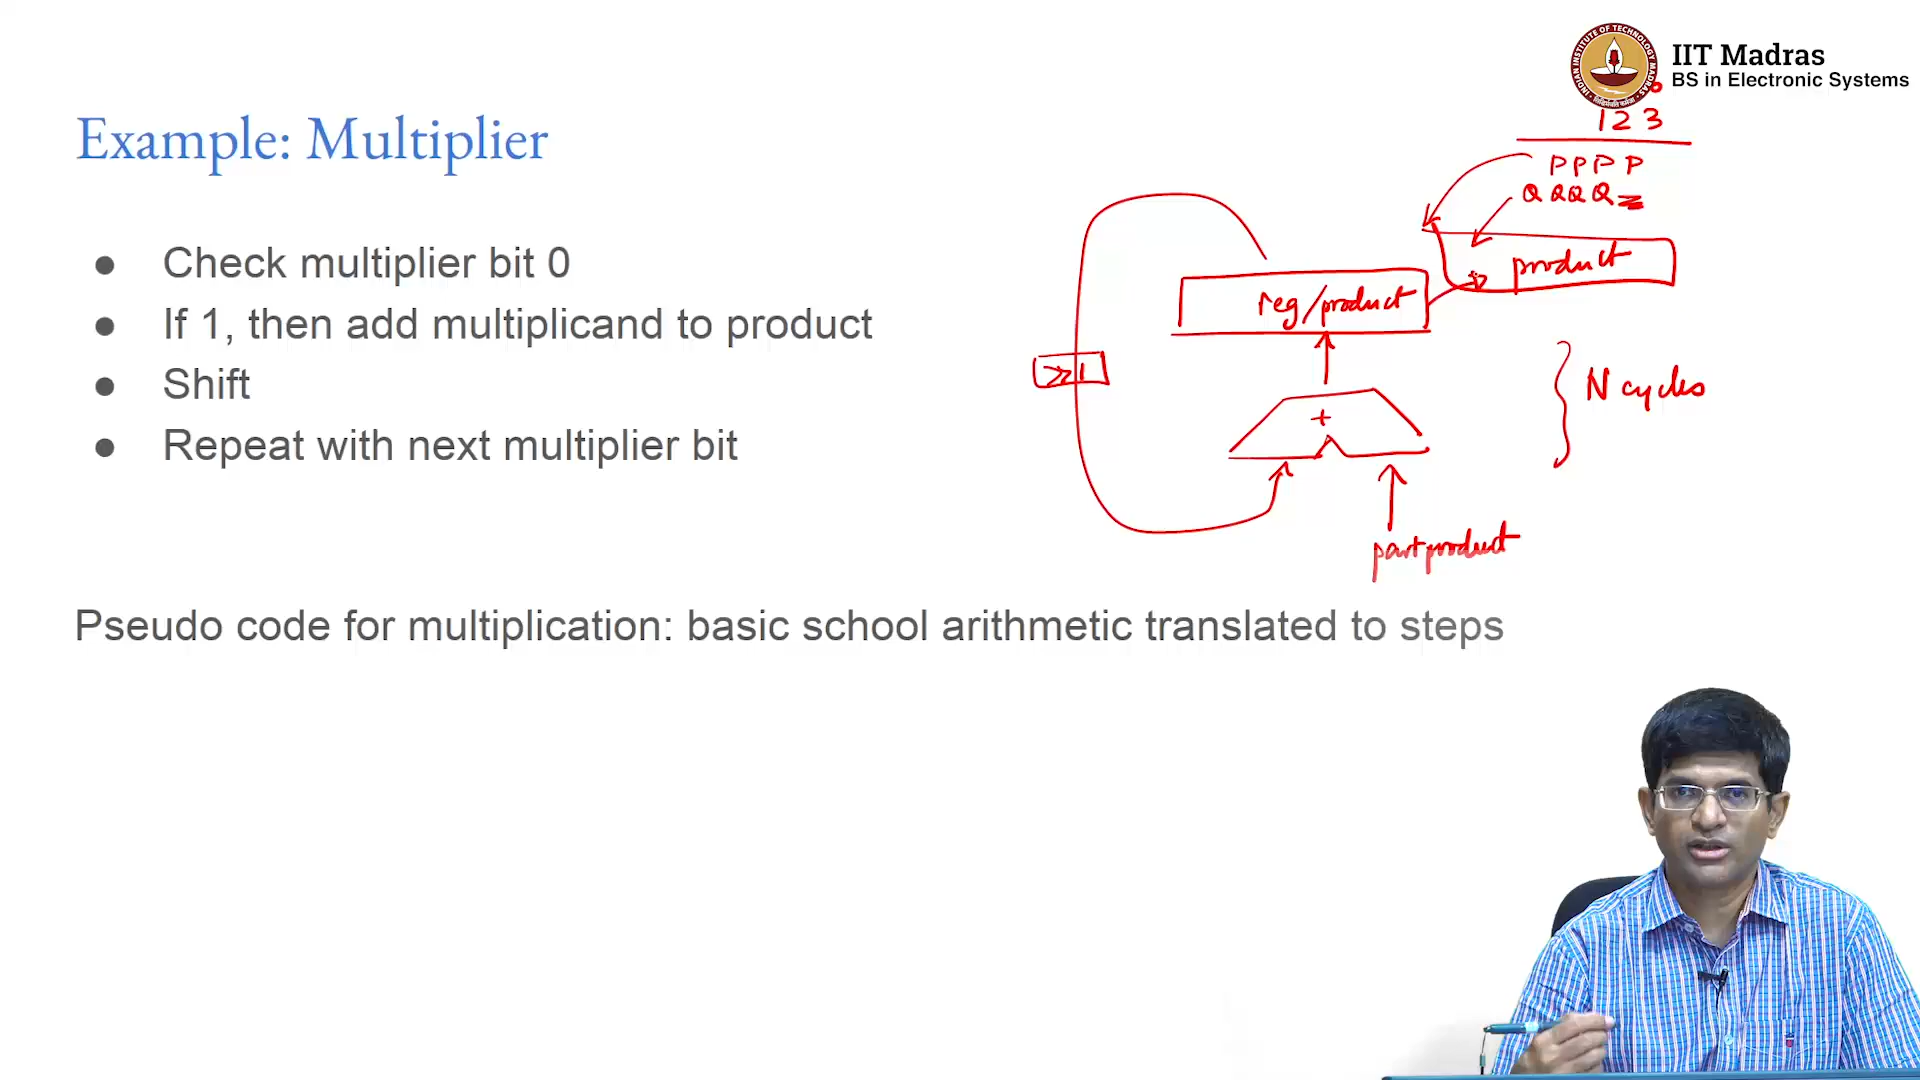 IIT Madras
BS in Electronic Systems
Example: Multiplier
123
PPPP
QQQQ
product
● Check multiplier bit 0
reg/product
● If 1, then add multiplicand to product
>>1
● Shift
N cycles
+
● Repeat with next multiplier bit
partproduct
Pseudo code for multiplication: basic school arithmetic translated to steps